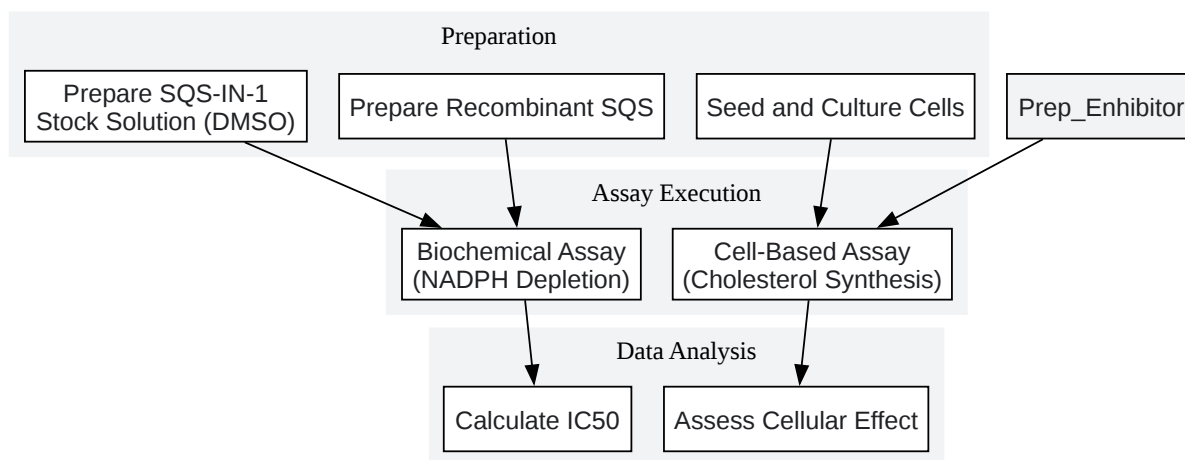 Preparation
Prepare SQS-IN-1
Stock Solution (DMSO)
Prepare Recombinant SQS
Seed and Culture Cells
Prep_Enhibitor
Assay Execution
Biochemical Assay
(NADPH Depletion)
Cell-Based Assay
(Cholesterol Synthesis)
Data Analysis
Calculate IC50
Assess Cellular Effect